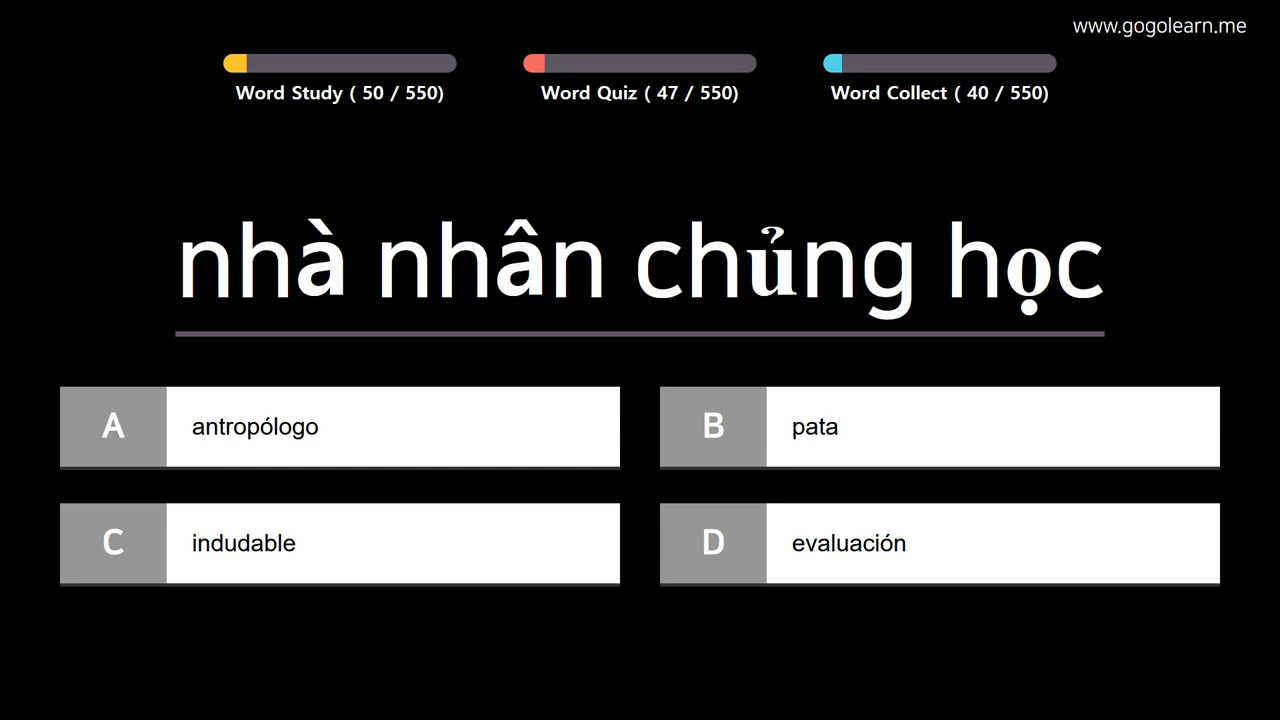 www.gogolearn.me
Word Study ( 50 / 550)
Word Quiz ( 47 / 550)
Word Collect ( 40 / 550)
nhà nhân chủng học
A antropólogo
B pata
C indudable
D evaluación